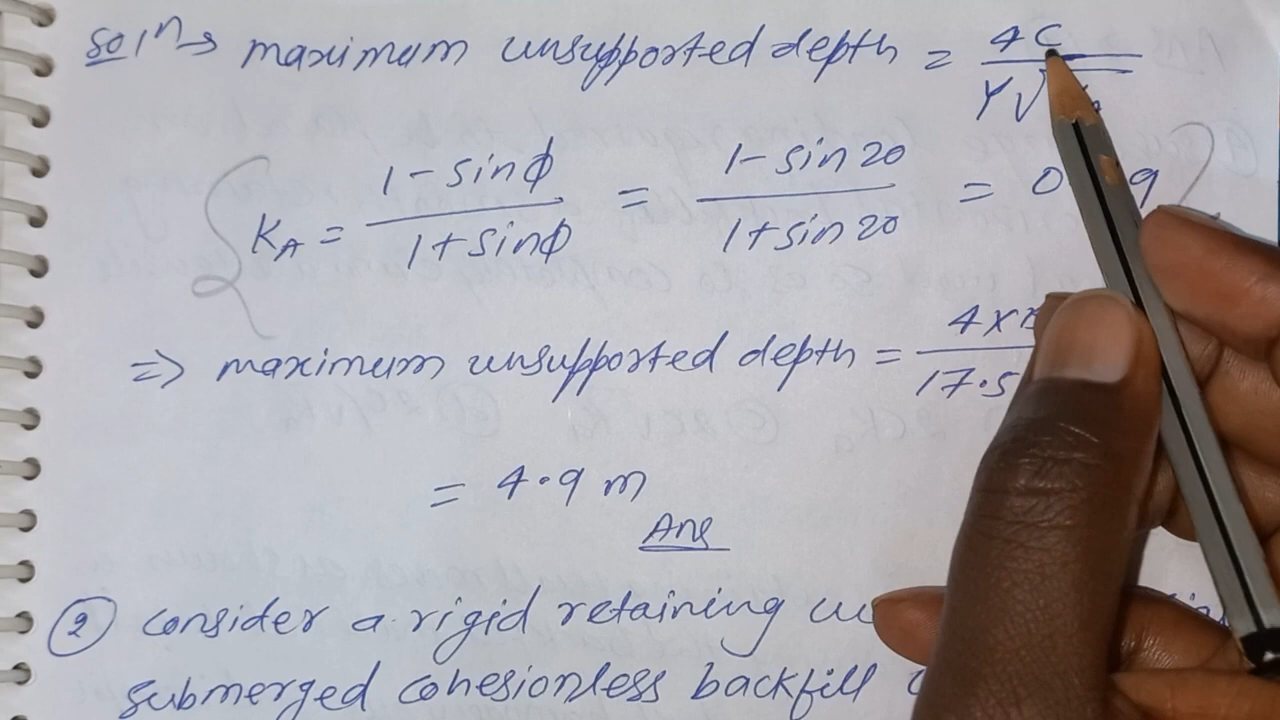 Solⁿ→ maximum unsupported depth = 4C / γ√
{ K_A = 1 - sinϕ / 1 + sinϕ = 1 - sin 20 / 1 + sin 20 = 0 9 }
⇒ maximum unsupported depth = 4 × / 17.5
= 4.9 m
Ans
② consider a rigid retaining
submerged cohesionless backfill